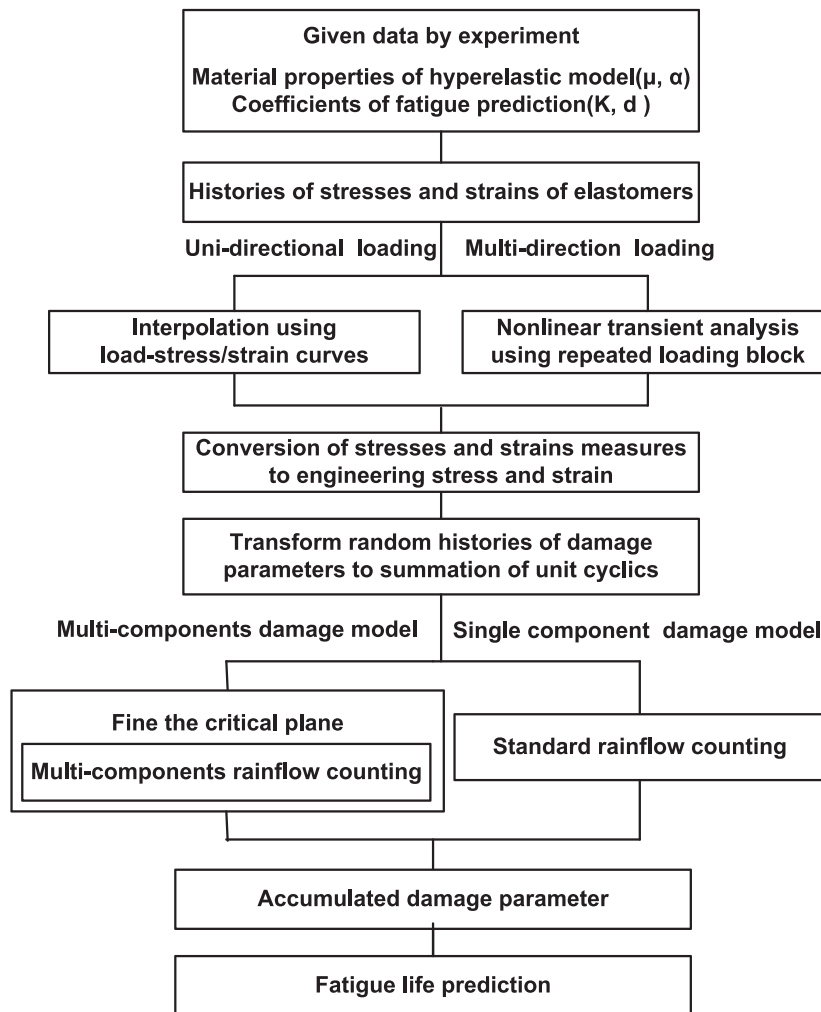 Given data by experiment
Material properties of hyperelastic model(μ, α)
Coefficients of fatigue prediction(K, d )
Histories of stresses and strains of elastomers
Uni-directional loading
Multi-direction loading
Interpolation using
load-stress/strain curves
Nonlinear transient analysis
using repeated loading block
Conversion of stresses and strains measures
to engineering stress and strain
Transform random histories of damage
parameters to summation of unit cyclics
Multi-components damage model
Single component damage model
Fine the critical plane
Multi-components rainflow counting
Standard rainflow counting
Accumulated damage parameter
Fatigue life prediction